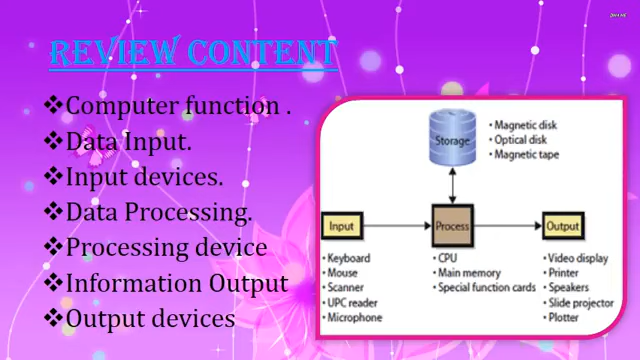 REVIEW CONTENT
❖Computer function .
❖Data Input.
❖Input devices.
❖Data Processing.
❖Processing device
❖Information Output
❖Output devices
Storage
• Magnetic disk
• Optical disk
• Magnetic tape
Input
Process
Output
• Keyboard
• Mouse
• Scanner
• UPC reader
• Microphone
• CPU
• Main memory
• Special function cards
• Video display
• Printer
• Speakers
• Slide projector
• Plotter